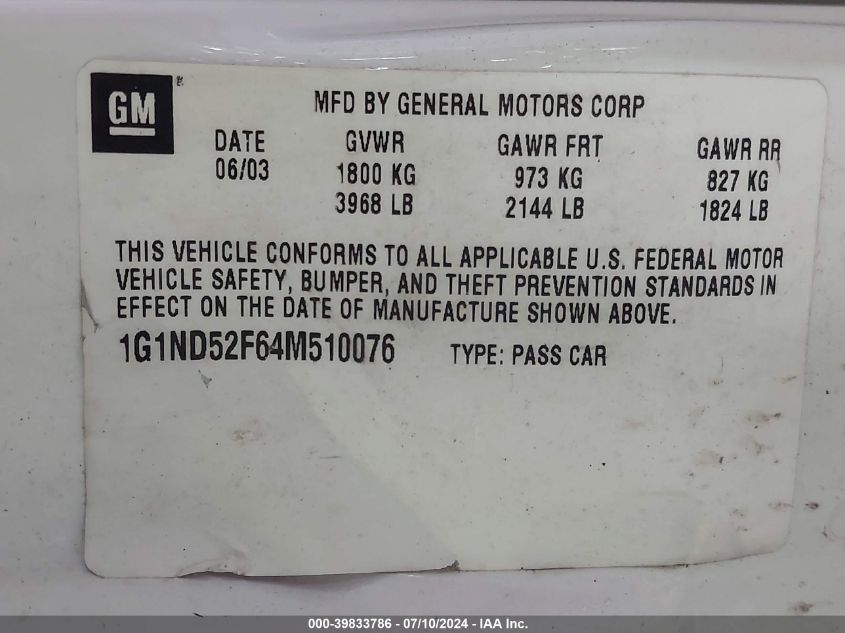 GM®
MFD BY GENERAL MOTORS CORP
DATE GVWR GAWR FRT GAWR RR
06/03 1800 KG 973 KG 827 KG
3968 LB 2144 LB 1824 LB
THIS VEHICLE CONFORMS TO ALL APPLICABLE U.S. FEDERAL MOTOR
VEHICLE SAFETY, BUMPER, AND THEFT PREVENTION STANDARDS IN
EFFECT ON THE DATE OF MANUFACTURE SHOWN ABOVE.
1G1ND52F64M510076 TYPE: PASS CAR
000-39833786 - 07/10/2024 - IAA Inc.